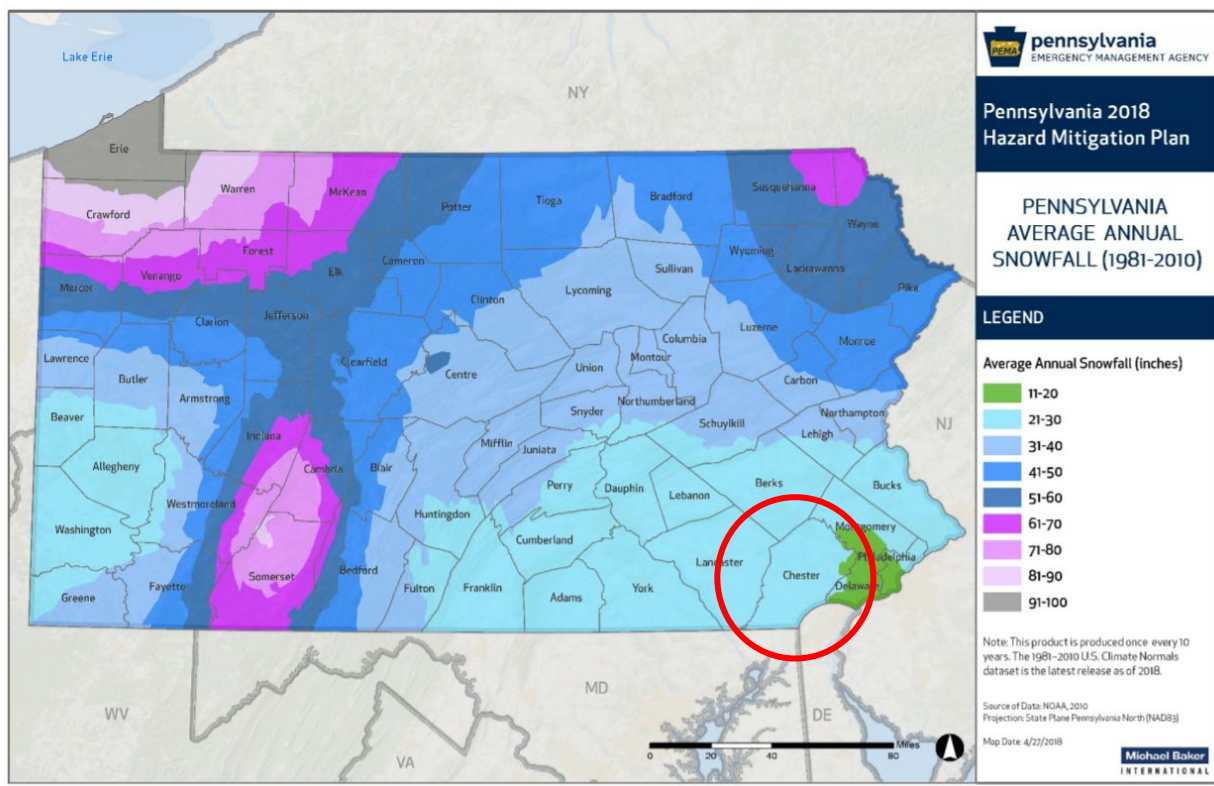 Lake Erie
NY
Erie
Warren
McKean
Crawford
Potter
Tioga
Bradford
Susquehanna
Wayne
Forest
Venango
Elk
Cameron
Wyoming
Lackawanna
Sullivan
Mercer
Pike
Lycoming
Clinton
Jefferson
Clarion
Luzerne
Columbia
Monroe
Lawrence
Clearfield
Montour
Union
Centre
Butler
Carbon
Armstrong
Northumberland
Snyder
Northampton
Beaver
Schuylkill
NJ
Lehigh
Indiana
Mifflin
Juniata
Allegheny
Cambria
Blair
Perry
Dauphin
Berks
Bucks
Lebanon
Westmoreland
Huntingdon
Montgomery
Washington
Cumberland
Philadelphia
Lancaster
Chester
Somerset
Bedford
Fayette
Fulton
Franklin
York
Delaware
Greene
Adams
MD
WV
DE
VA
0 20 40 80 Miles
PEMA
pennsylvania
EMERGENCY MANAGEMENT AGENCY
Pennsylvania 2018
Hazard Mitigation Plan
PENNSYLVANIA
AVERAGE ANNUAL
SNOWFALL (1981-2010)
LEGEND
Average Annual Snowfall (inches)
11-20
21-30
31-40
41-50
51-60
61-70
71-80
81-90
91-100
Note: This product is produced once every 10
years. The 1981–2010 U.S. Climate Normals
dataset is the latest release as of 2018.
Source of Data: NOAA, 2010
Projection: State Plane Pennsylvania North (NAD83)
Map Date: 4/27/2018
Michael Baker
INTERNATIONAL